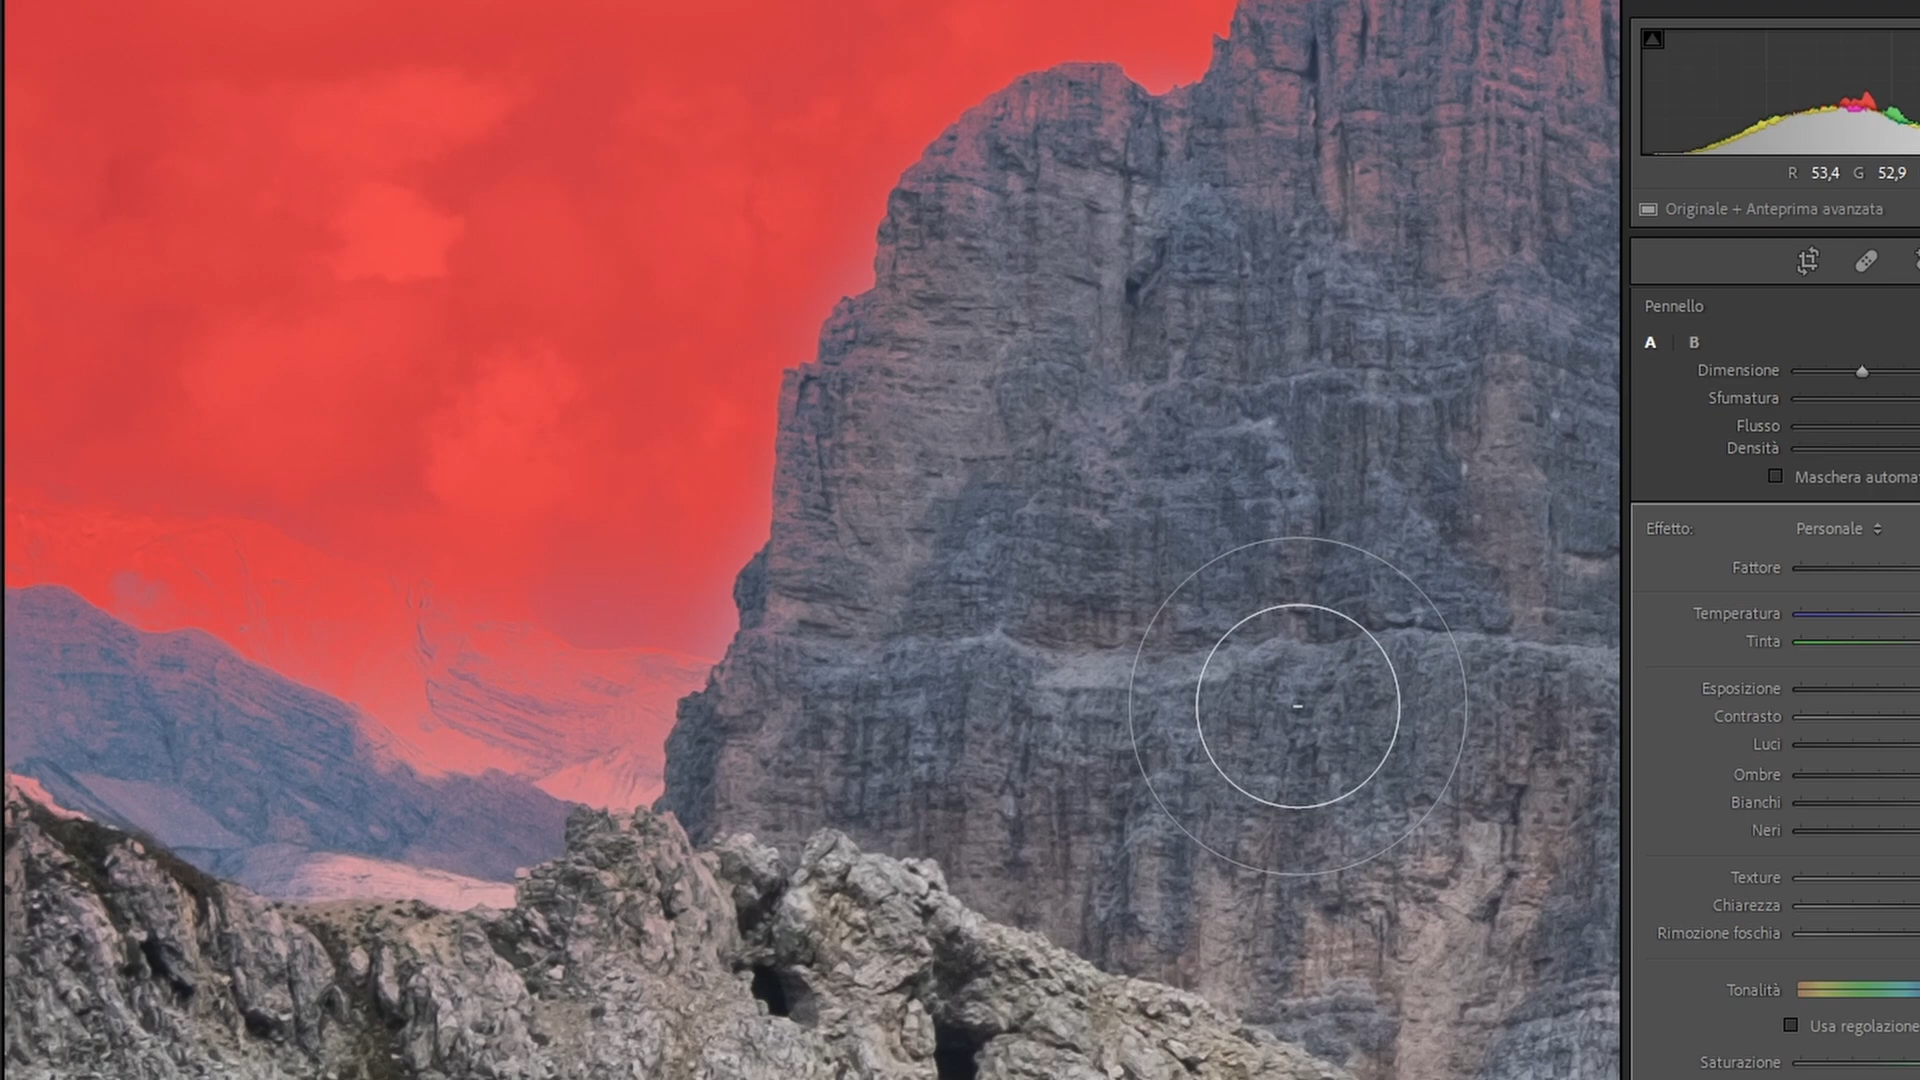 R 53,4 G 52,9
Originale + Anteprima avanzata
Pennello
A B
Dimensione
Sfumatura
Flusso
Densità
Maschera
Effetto: Personale
Fattore
Temperatura
Tinta
Esposizione
Contrasto
Luci
Ombre
Bianchi
Neri
Texture
Chiarezza
Rimozione foschia
Tonalità
Usa regolazione
Saturazione